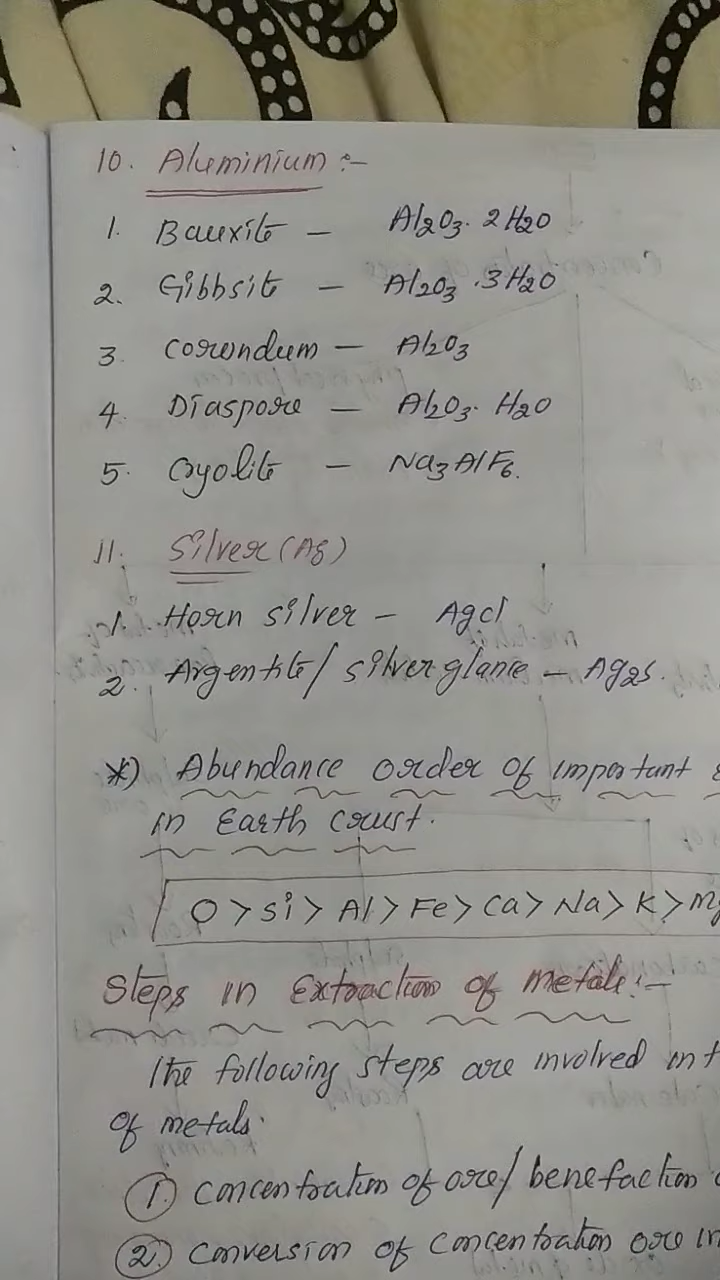 10. Aluminium :-
1. Bauxite - Al2O3. 2H2O
2. Gibbsite - Al2O3 .3H2O
3. Corundum - Al2O3
4. Diaspore - Al2O3. H2O
5. Cryolite - Na3AlF6.
11. Silver (Ag)
1. Horn silver - Agcl
2. Argentite/ silver glance - Ag2s.
*) Abundance order of important
in Earth crust.
O > Si > Al > Fe > Ca > Na > K > Mg
Steps in Extraction of metals:-
The following steps are involved in t
of metals.
1. Concentration of ore/ benefaction
2. Conversion of concentration ore in